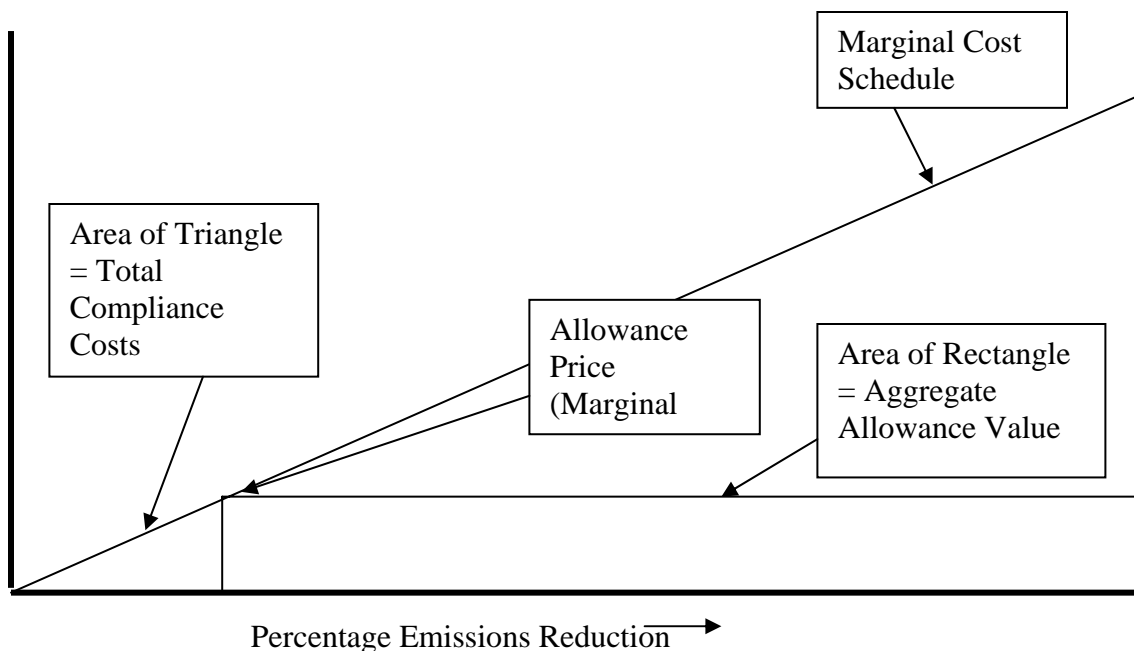 Marginal Cost
Schedule
Area of Triangle
= Total
Compliance
Costs
Allowance
Price
(Marginal
Area of Rectangle
= Aggregate
Allowance Value
Percentage Emissions Reduction